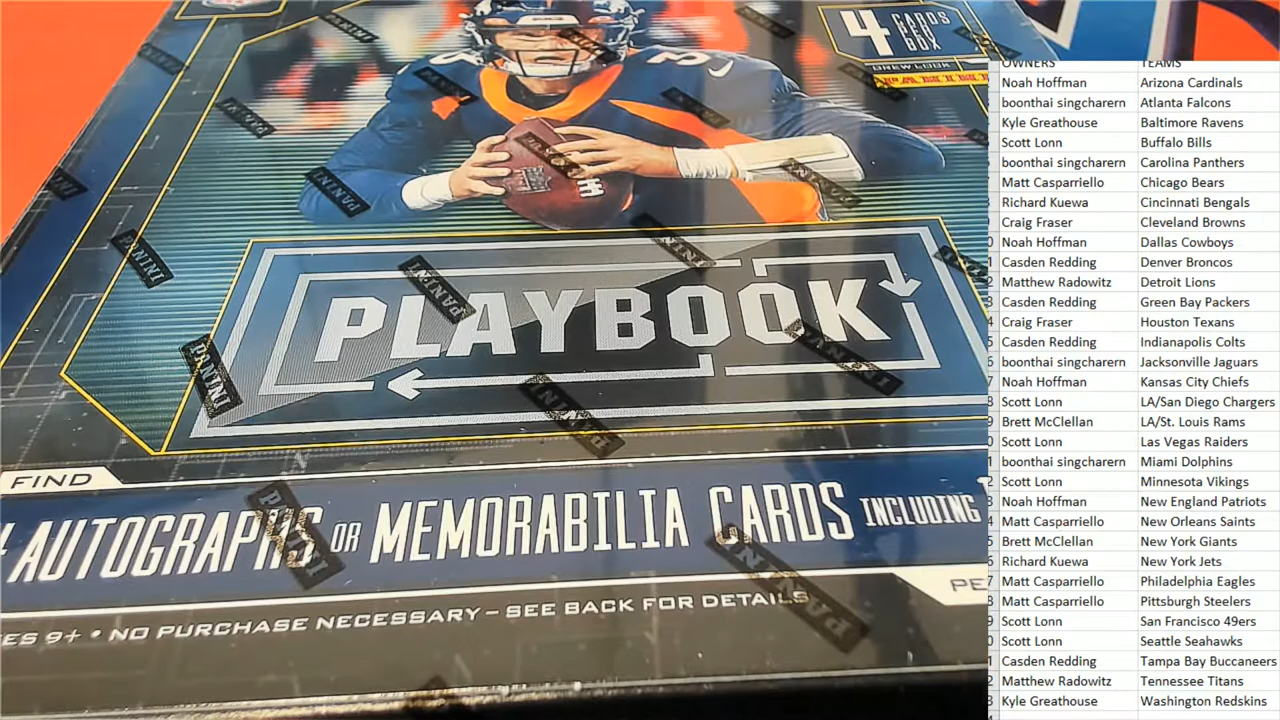 4 CARDS PER BOX
PLAYBOOK
FIND
AUTOGRAPHS OR MEMORABILIA CARDS INCLUDING
ES 9+ • NO PURCHASE NECESSARY – SEE BACK FOR DETAILS
PE
PANINI
OWNERS TEAMS
Noah Hoffman Arizona Cardinals
boonthai singcharern Atlanta Falcons
Kyle Greathouse Baltimore Ravens
Scott Lonn Buffalo Bills
boonthai singcharern Carolina Panthers
Matt Casparriello Chicago Bears
Richard Kuewa Cincinnati Bengals
Craig Fraser Cleveland Browns
Noah Hoffman Dallas Cowboys
Casden Redding Denver Broncos
Matthew Radowitz Detroit Lions
Casden Redding Green Bay Packers
Craig Fraser Houston Texans
Casden Redding Indianapolis Colts
boonthai singcharern Jacksonville Jaguars
Noah Hoffman Kansas City Chiefs
Scott Lonn LA/San Diego Chargers
Brett McClellan LA/St. Louis Rams
Scott Lonn Las Vegas Raiders
boonthai singcharern Miami Dolphins
Scott Lonn Minnesota Vikings
Noah Hoffman New England Patriots
Matt Casparriello New Orleans Saints
Brett McClellan New York Giants
Richard Kuewa New York Jets
Matt Casparriello Philadelphia Eagles
Matt Casparriello Pittsburgh Steelers
Scott Lonn San Francisco 49ers
Scott Lonn Seattle Seahawks
Casden Redding Tampa Bay Buccaneers
Matthew Radowitz Tennessee Titans
Kyle Greathouse Washington Redskins